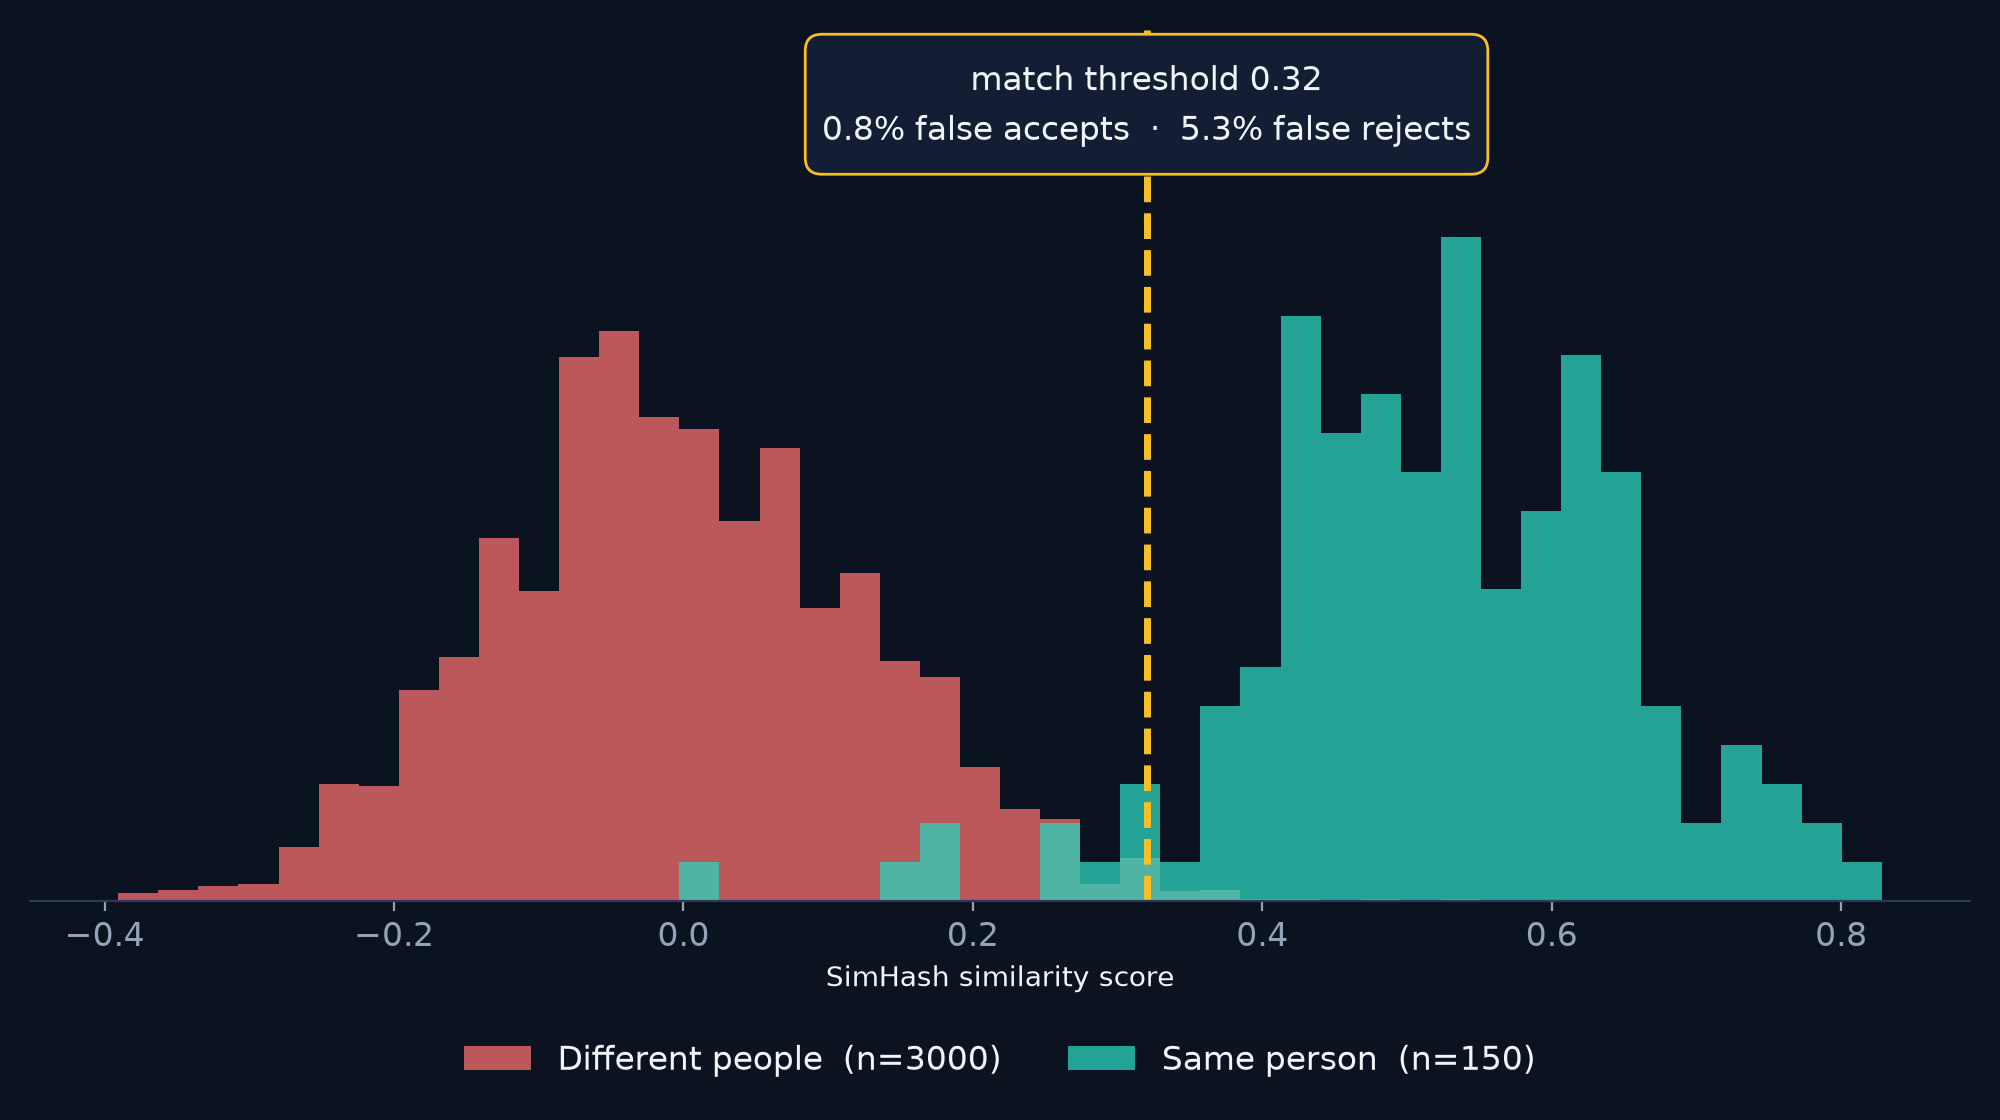 match threshold 0.32
0.8% false accepts · 5.3% false rejects
−0.4 −0.2 0.0 0.2 0.4 0.6 0.8
SimHash similarity score
Different people (n=3000) Same person (n=150)